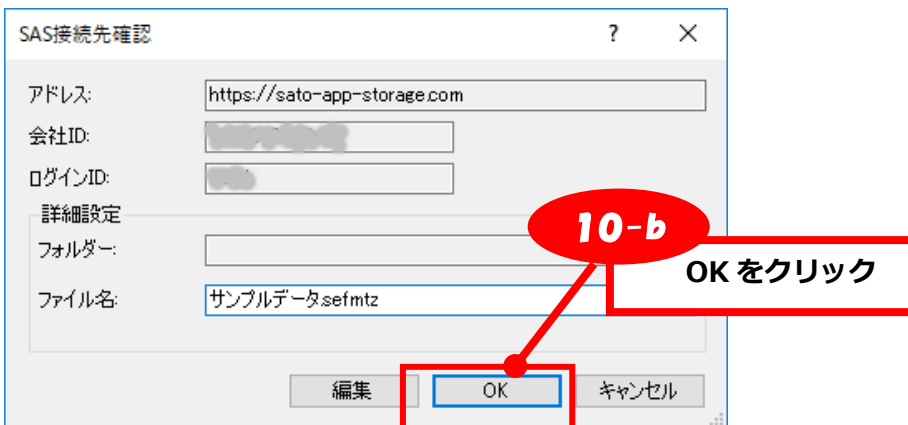 SAS接続先確認
アドレス: https://sato-app-storage.com
会社ID:
ログインID:
詳細設定
フォルダー:
10-b
OK をクリック
ファイル名: サンプルデータ.sefmtz
編集 OK キャンセル